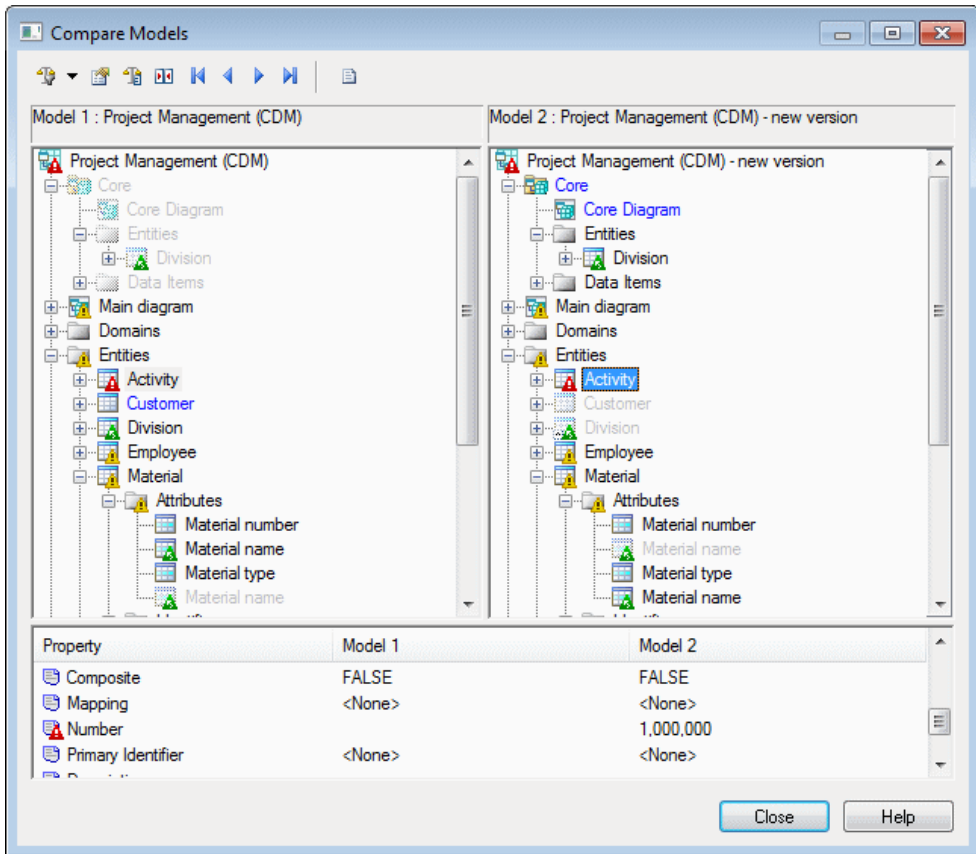 Compare Models
Model 1 : Project Management (CDM)
Model 2 : Project Management (CDM) - new version
Project Management (CDM)
Core
Core Diagram
Entities
Division
Data Items
Main diagram
Domains
Entities
Activity
Customer
Division
Employee
Material
Attributes
Material number
Material name
Material type
Material name
Project Management (CDM) - new version
Core
Core Diagram
Entities
Division
Data Items
Main diagram
Domains
Entities
Activity
Customer
Division
Employee
Material
Attributes
Material number
Material name
Material type
Material name
Property Model 1 Model 2
Composite FALSE FALSE
Mapping <None> <None>
Number 1,000,000
Primary Identifier <None> <None>
Close Help